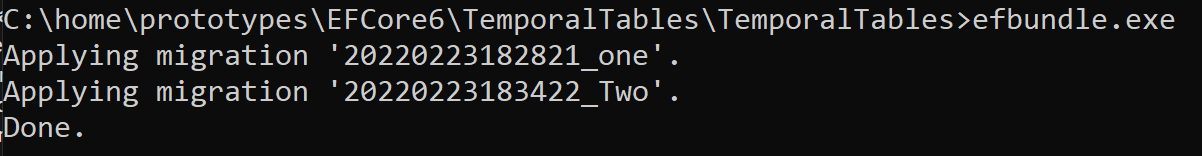 C:\home\prototypes\EFCore6\TemporalTables\TemporalTables>efbundle.exe
Applying migration '20220223182821_one'.
Applying migration '20220223183422_Two'.
Done.